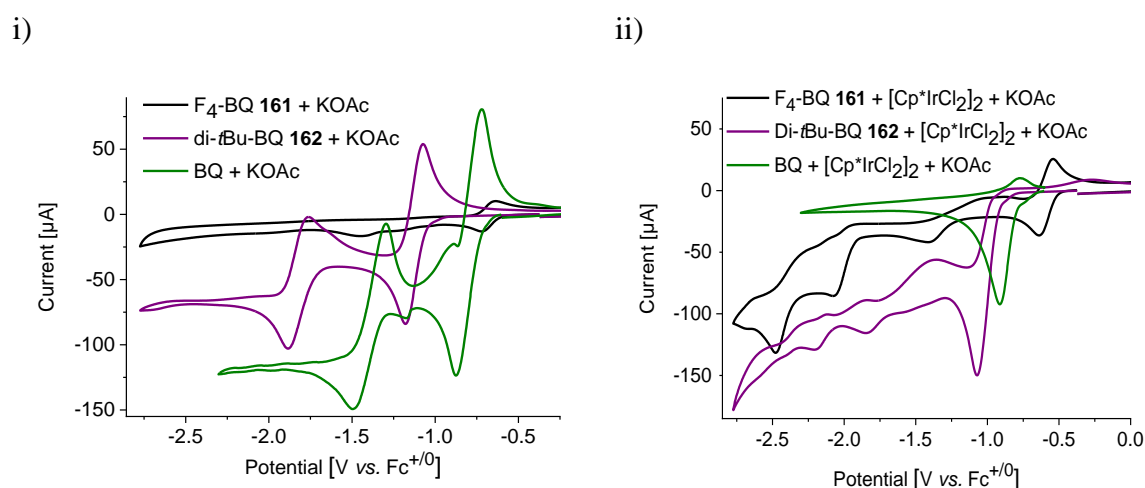 i)
ii)
F₄-BQ 161 + KOAc
di-tBu-BQ 162 + KOAc
BQ + KOAc
50
0
-50
-100
-150
Current [µA]
-2.5 -2.0 -1.5 -1.0 -0.5
Potential [V vs. Fc⁺/⁰]
F₄-BQ 161 + [Cp*IrCl₂]₂ + KOAc
Di-tBu-BQ 162 + [Cp*IrCl₂]₂ + KOAc
BQ + [Cp*IrCl₂]₂ + KOAc
50
0
-50
-100
-150
Current [µA]
-2.5 -2.0 -1.5 -1.0 -0.5 0.0
Potential [V vs. Fc⁺/⁰]